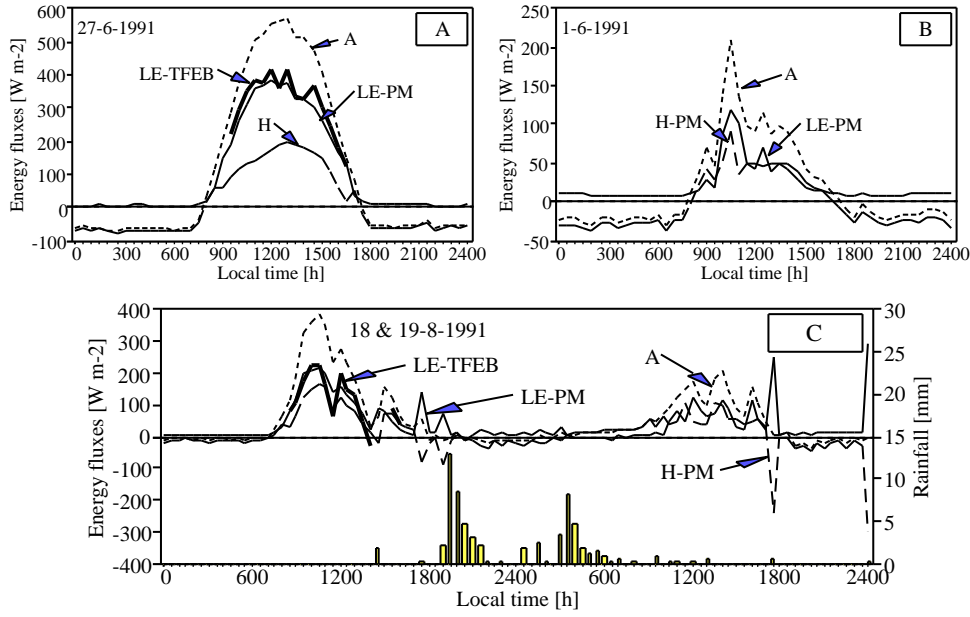 600
500
400
300
200
100
0
-100
Energy fluxes [W m-2]
27-6-1991
A
A
LE-TFEB
LE-PM
H
0 300 600 900 1200 1500 1800 2100 2400
Local time [h]
250
200
150
100
50
0
-50
Energy fluxes [W m-2]
1-6-1991
B
A
H-PM
LE-PM
0 300 600 900 1200 1500 1800 2100 2400
Local time [h]
400
300
200
100
0
-100
-200
-300
-400
Energy fluxes [W m-2]
18 & 19-8-1991
C
LE-TFEB
A
LE-PM
H-PM
30
25
20
15
10
5
0
Rainfall [mm]
0 600 1200 1800 2400 600 1200 1800 2400
Local time [h]